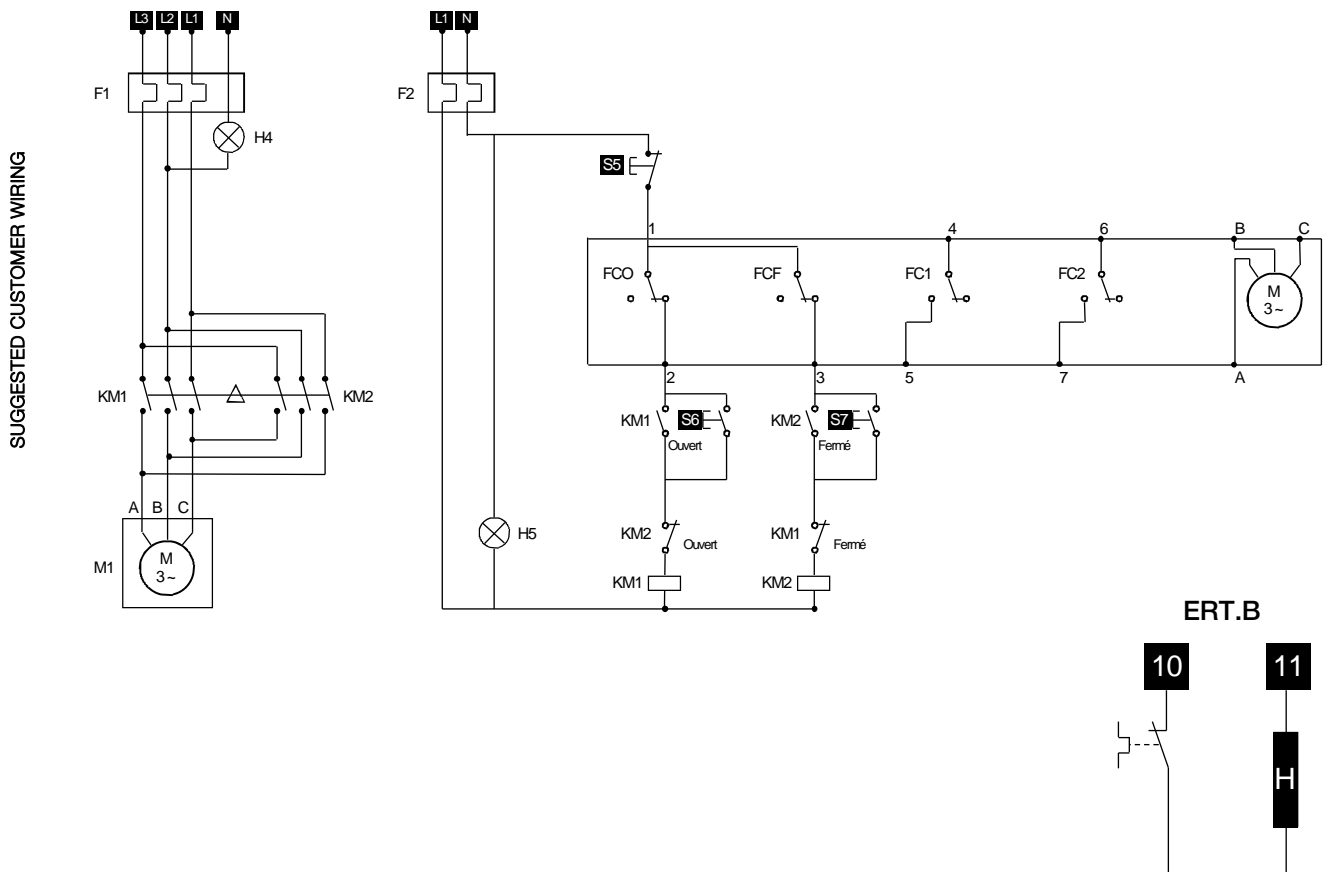 SUGGESTED CUSTOMER WIRING
L3 L2 L1 N
L1 N
F1
F2
H4
S5
1
4
6
B
C
FCO
FCF
FC1
FC2
M
3~
2
3
5
7
A
KM1
KM2
KM1
S6
Ouvert
KM2
S7
Fermé
A B C
M1
M
3~
H5
KM2
Ouvert
KM1
Fermé
KM1
KM2
ERT.B
10
11
H